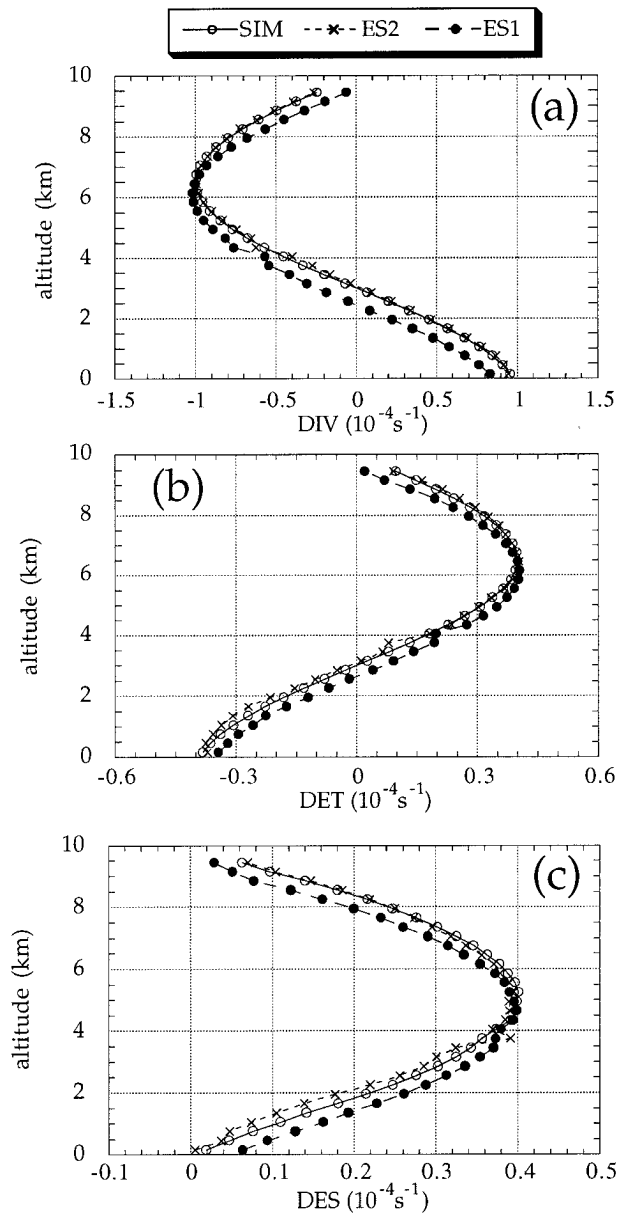 SIM ES2 ES1
(a)
10
8
6
4
2
0
altitude (km)
-1.5 -1 -0.5 0 0.5 1 1.5
DIV (10⁻⁴s⁻¹)
(b)
10
8
6
4
2
0
altitude (km)
-0.6 -0.3 0 0.3 0.6
DET (10⁻⁴s⁻¹)
(c)
10
8
6
4
2
0
altitude (km)
-0.1 0 0.1 0.2 0.3 0.4 0.5
DES (10⁻⁴s⁻¹)